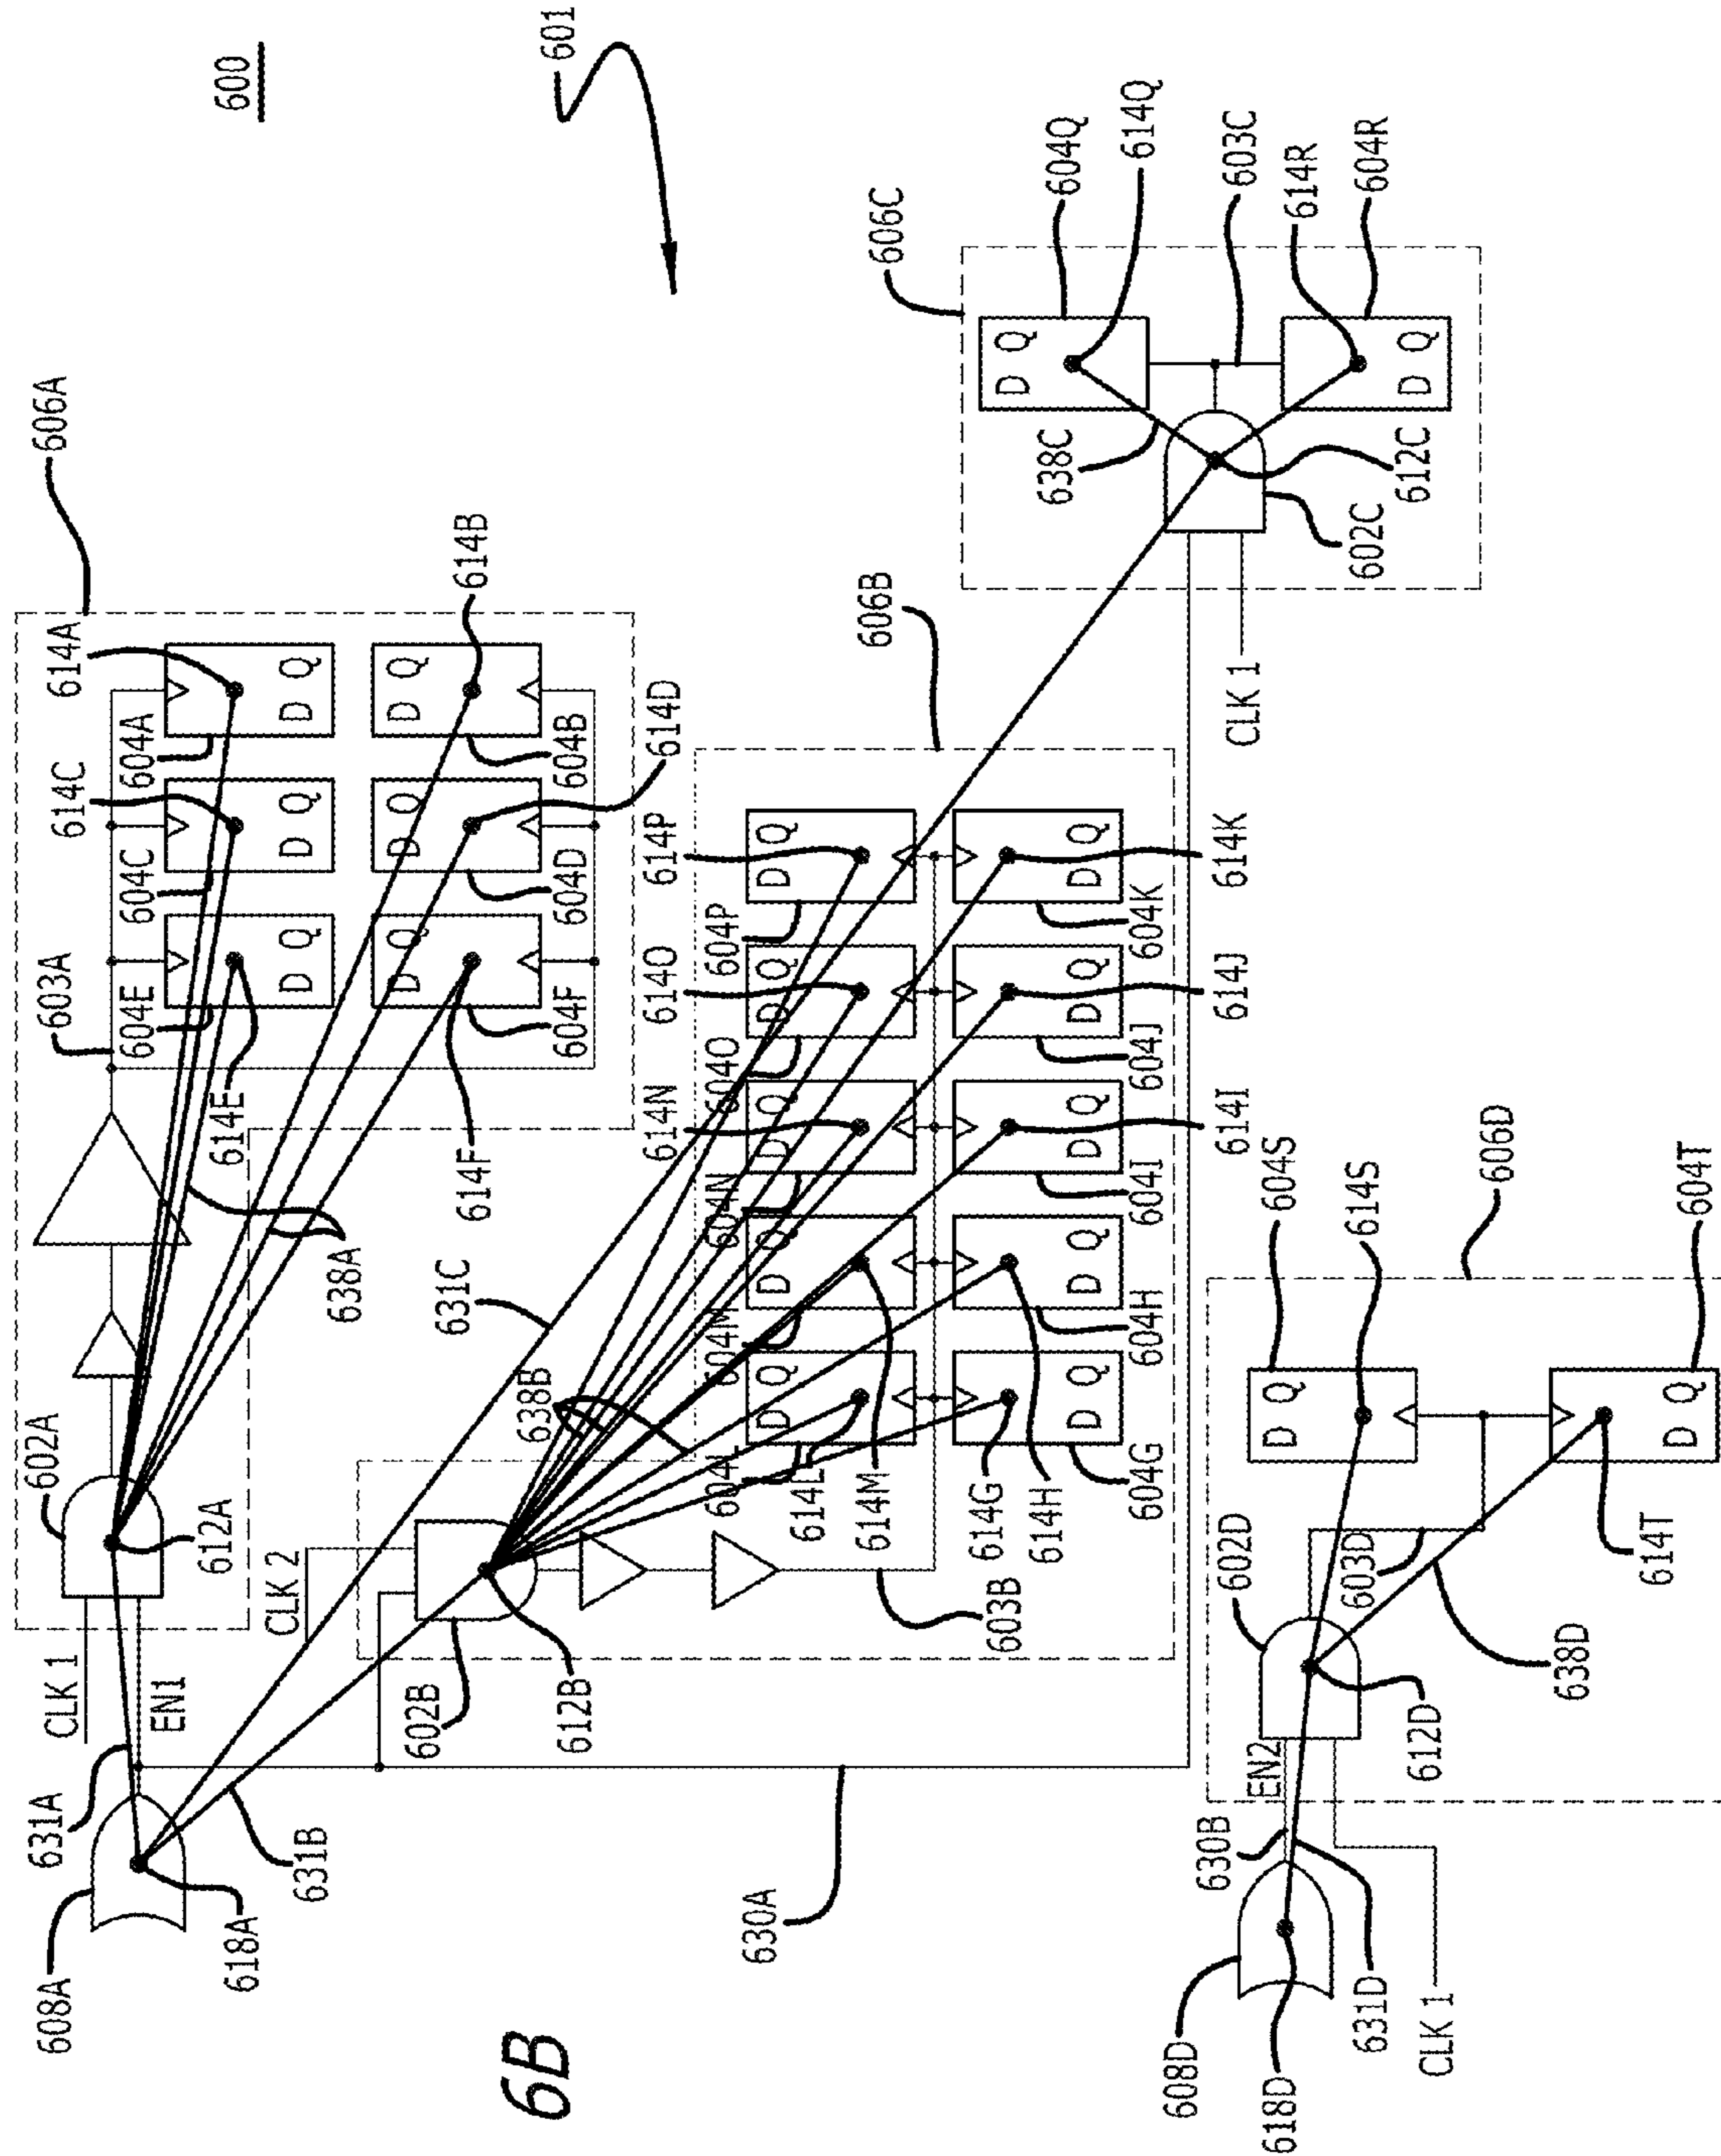 600
601
606A
614A
614C
603A
604A
D Q
604C
D Q
604E
D Q
614B
D Q
604B
614D
D Q
604D
D Q
604F
614E
614F
638A
602A
612A
CLK 1
EN1
631A
608A
618A
631B
631C
CLK 2
638B
602B
612B
603B
630A
606B
614P
D Q
604P
614O
D Q
604O
614N
D Q
604N
D Q
604M
D Q
604L
614L
614M
614G
614H
D Q
604K
614K
D Q
604J
614J
D Q
604I
614I
D Q
604H
D Q
604G
606C
604Q
D Q
614Q
603C
614R
604R
D Q
638C
612C
602C
CLK 1
606D
604S
D Q
614S
604T
D Q
614T
602D
603D
638D
612D
EN2
630B
631D
608D
618D
CLK 1
6B